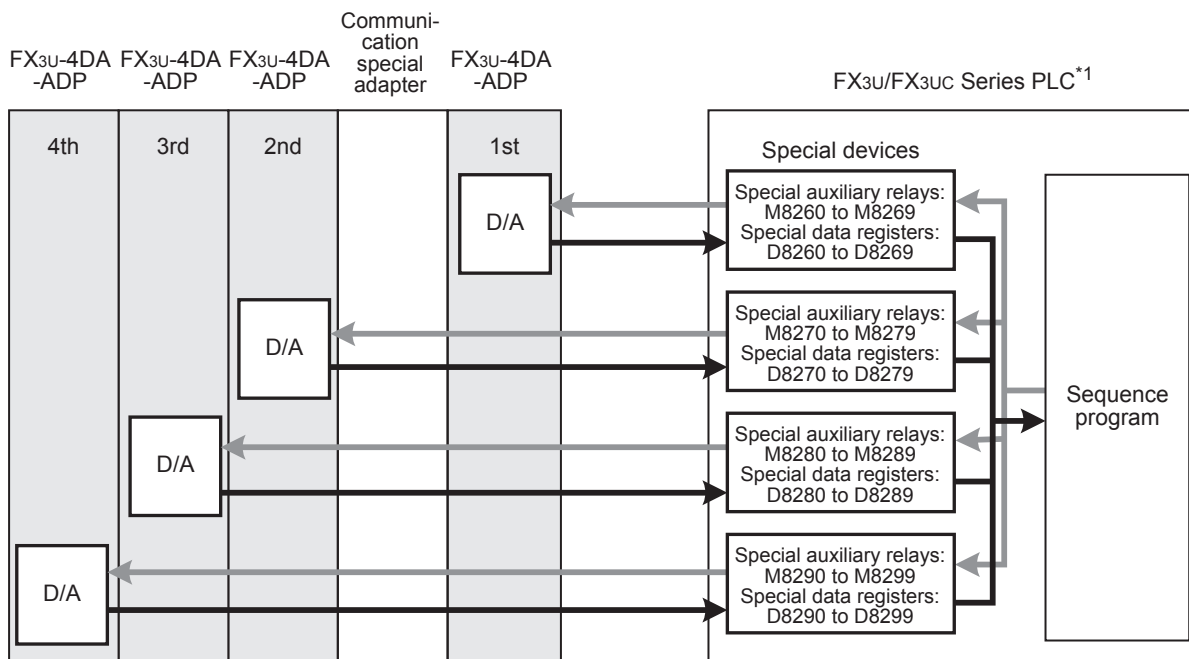 Communi-
cation
special
adapter
FX3U-4DA
-ADP
FX3U-4DA
-ADP
FX3U-4DA
-ADP
FX3U-4DA
-ADP
FX3U/FX3UC Series PLC*1
4th
3rd
2nd
1st
Special devices
D/A
Special auxiliary relays:
M8260 to M8269
Special data registers:
D8260 to D8269
D/A
Special auxiliary relays:
M8270 to M8279
Special data registers:
D8270 to D8279
D/A
Special auxiliary relays:
M8280 to M8289
Special data registers:
D8280 to D8289
D/A
Special auxiliary relays:
M8290 to M8299
Special data registers:
D8290 to D8299
Sequence
program